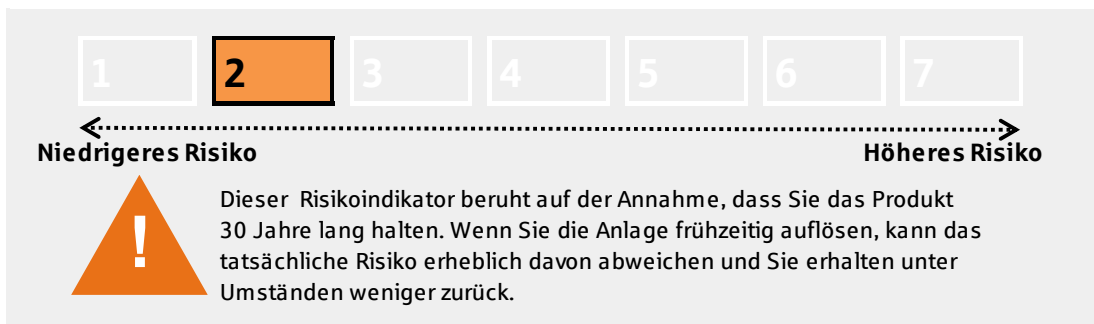 1 2 3 4 5 6 7
Niedrigeres Risiko Höheres Risiko
!
Dieser Risikoindikator beruht auf der Annahme, dass Sie das Produkt
30 Jahre lang halten. Wenn Sie die Anlage frühzeitig auflösen, kann das
tatsächliche Risiko erheblich davon abweichen und Sie erhalten unter
Umständen weniger zurück.